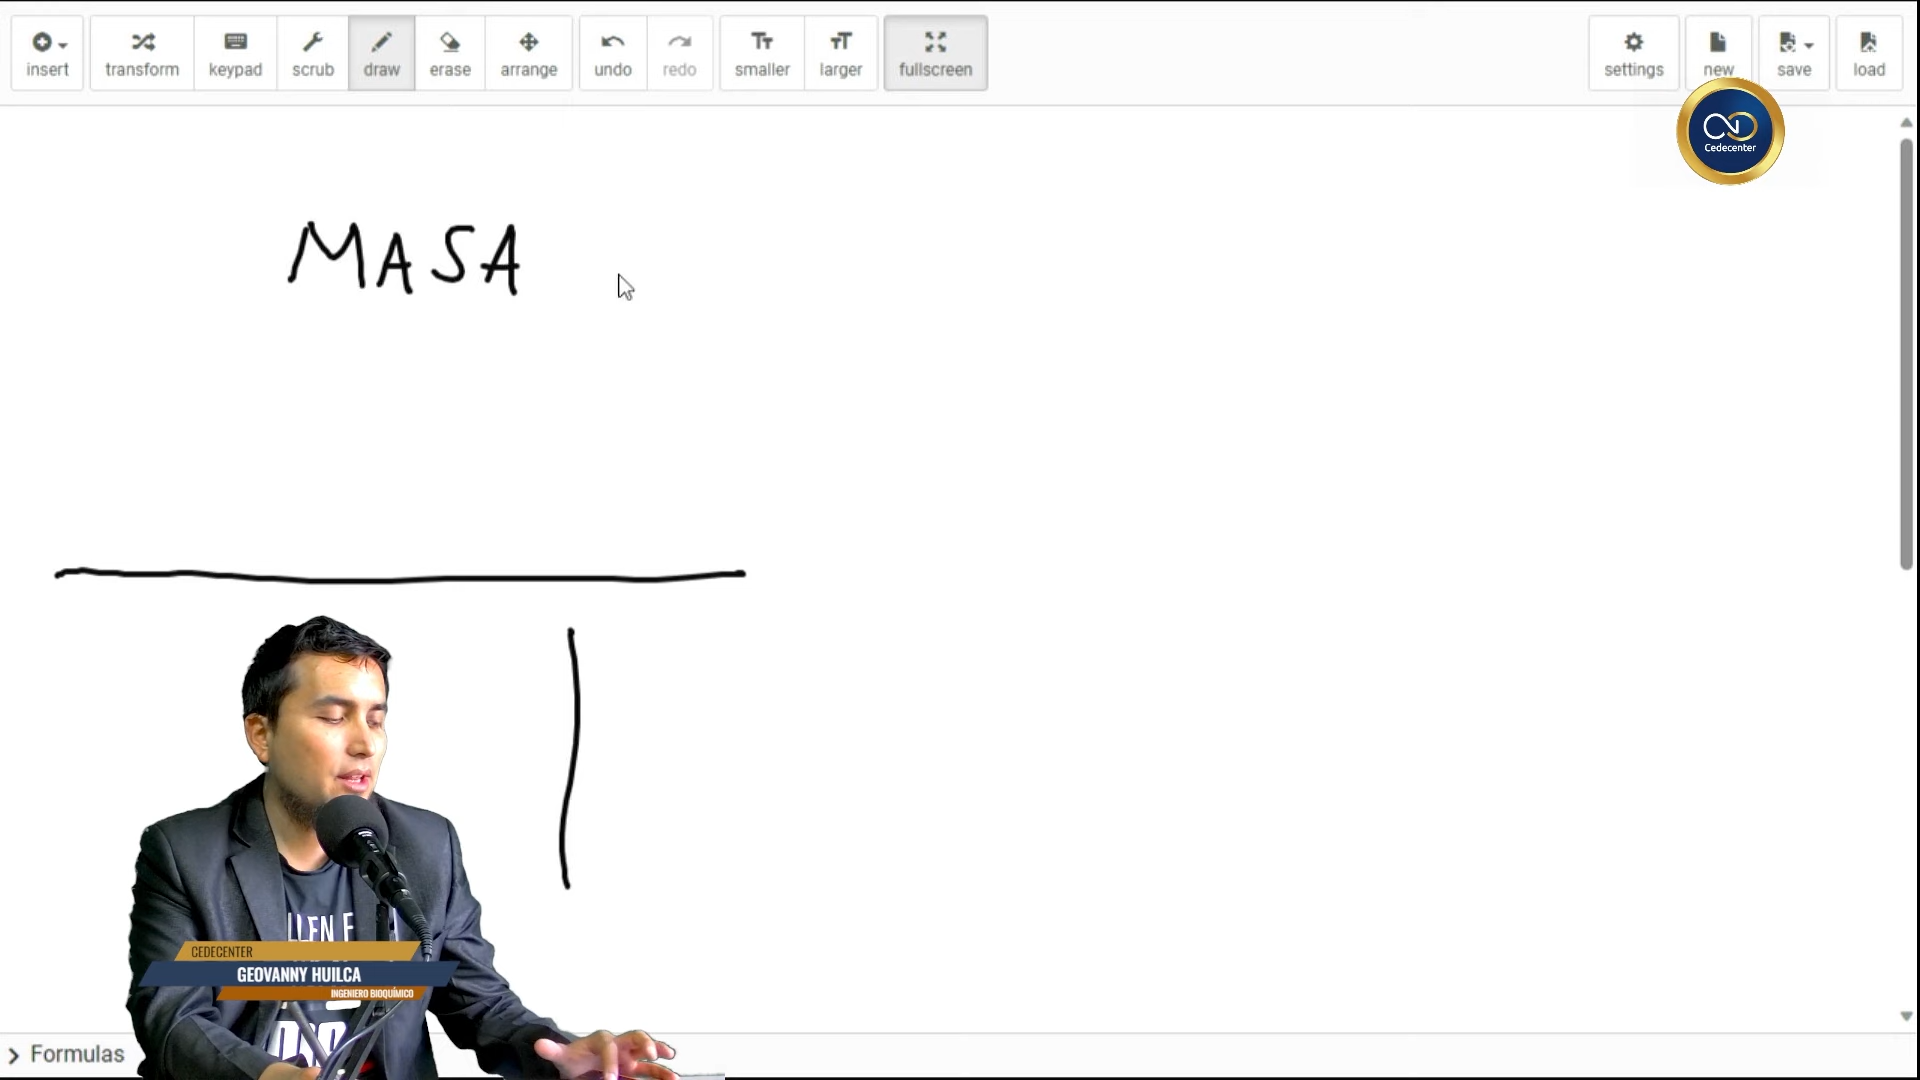 insert transform keypad scrub draw erase arrange undo redo smaller larger fullscreen settings new save load
Cedecenter
MASA
CEDECENTER
GEOVANNY HUILCA
INGENIERO BIOQUÍMICO
Formulas